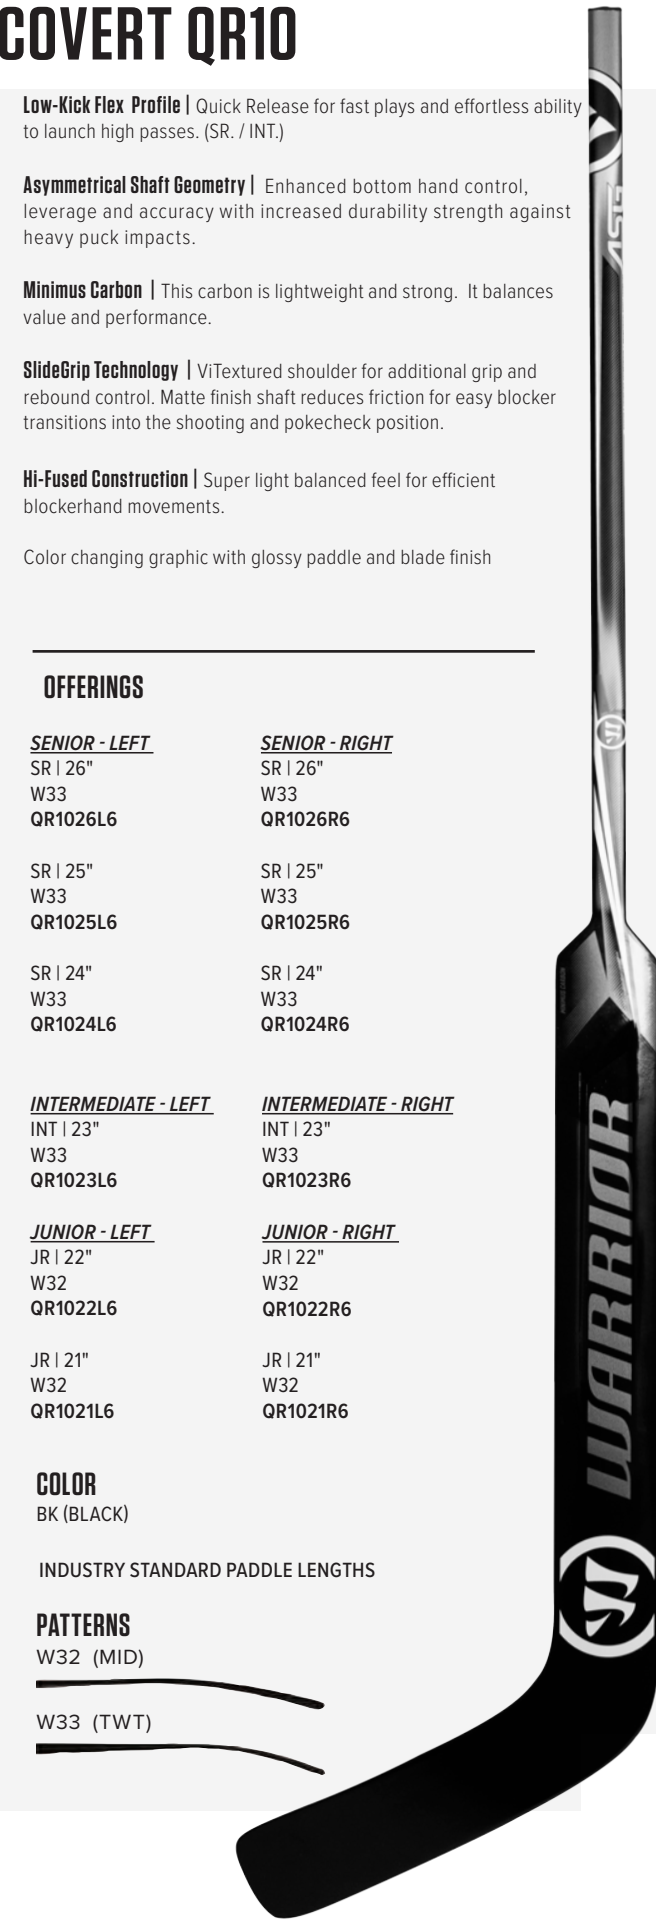 COVERT QR10
Low-Kick Flex Profile | Quick Release for fast plays and effortless ability
to launch high passes. (SR. / INT.)
Asymmetrical Shaft Geometry | Enhanced bottom hand control,
leverage and accuracy with increased durability strength against
heavy puck impacts.
Minimus Carbon | This carbon is lightweight and strong. It balances
value and performance.
SlideGrip Technology | ViTextured shoulder for additional grip and
rebound control. Matte finish shaft reduces friction for easy blocker
transitions into the shooting and pokecheck position.
Hi-Fused Construction | Super light balanced feel for efficient
blockerhand movements.
Color changing graphic with glossy paddle and blade finish
OFFERINGS
SENIOR - LEFT
SR | 26"
W33
QR1026L6
SR | 25"
W33
QR1025L6
SR | 24"
W33
QR1024L6
SENIOR - RIGHT
SR | 26"
W33
QR1026R6
SR | 25"
W33
QR1025R6
SR | 24"
W33
QR1024R6
INTERMEDIATE - LEFT
INT | 23"
W33
QR1023L6
INTERMEDIATE - RIGHT
INT | 23"
W33
QR1023R6
JUNIOR - LEFT
JR | 22"
W32
QR1022L6
JR | 21"
W32
QR1021L6
JUNIOR - RIGHT
JR | 22"
W32
QR1022R6
JR | 21"
W32
QR1021R6
COLOR
BK (BLACK)
INDUSTRY STANDARD PADDLE LENGTHS
PATTERNS
W32 (MID)
W33 (TWT)
ASG
WARRIOR